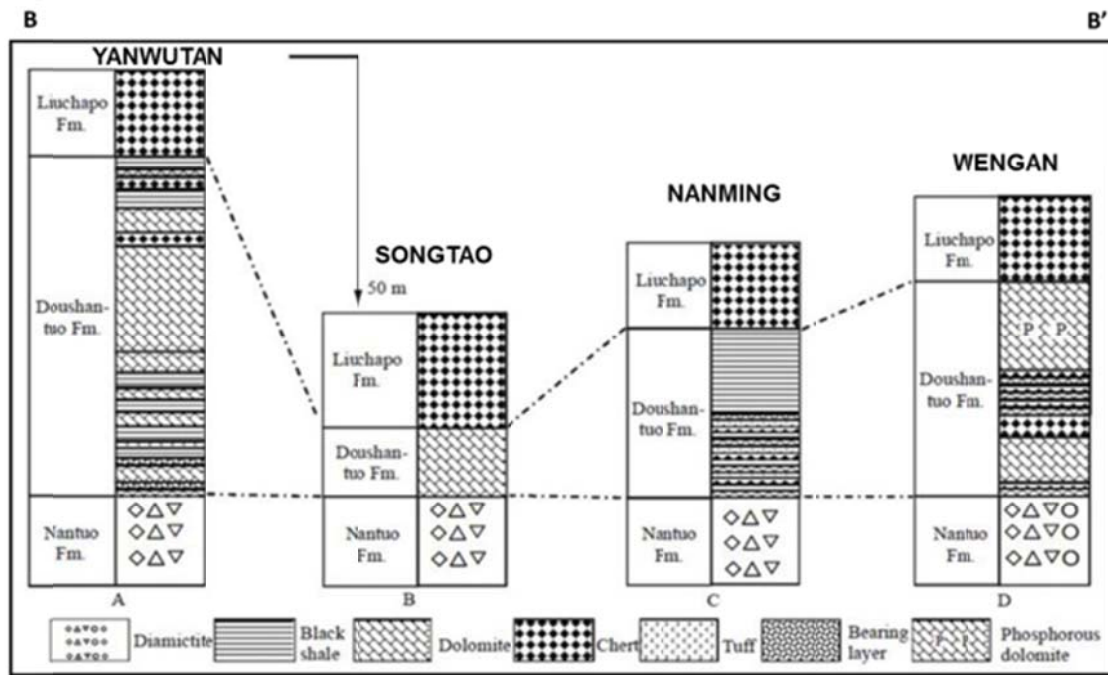 B B'
YANWUTAN
Liuchapo
Fm.
Doushan-
tuo Fm.
Nantuo
Fm.
A
50 m
SONGTAO
Liuchapo
Fm.
Doushan-
tuo Fm.
Nantuo
Fm.
B
NANMING
Liuchapo
Fm.
Doushan-
tuo Fm.
Nantuo
Fm.
C
WENGAN
Liuchapo
Fm.
P P
Doushan-
tuo Fm.
Nantuo
Fm.
D
Diamictite
Black
shale
Dolomite
Chert
Tuff
Bearing
layer
P P
Phosphorous
dolomite